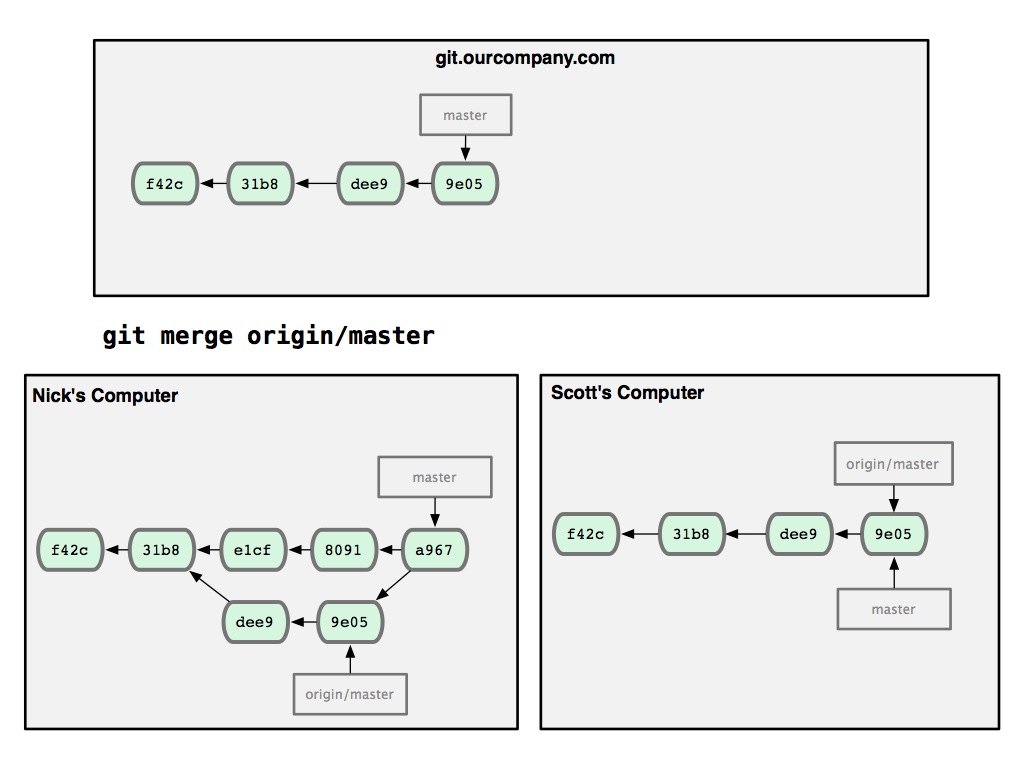 git.ourcompany.com
master
f42c 31b8 dee9 9e05
git merge origin/master
Nick's Computer
master
f42c 31b8 e1cf 8091 a967
dee9 9e05
origin/master
Scott's Computer
origin/master
f42c 31b8 dee9 9e05
master